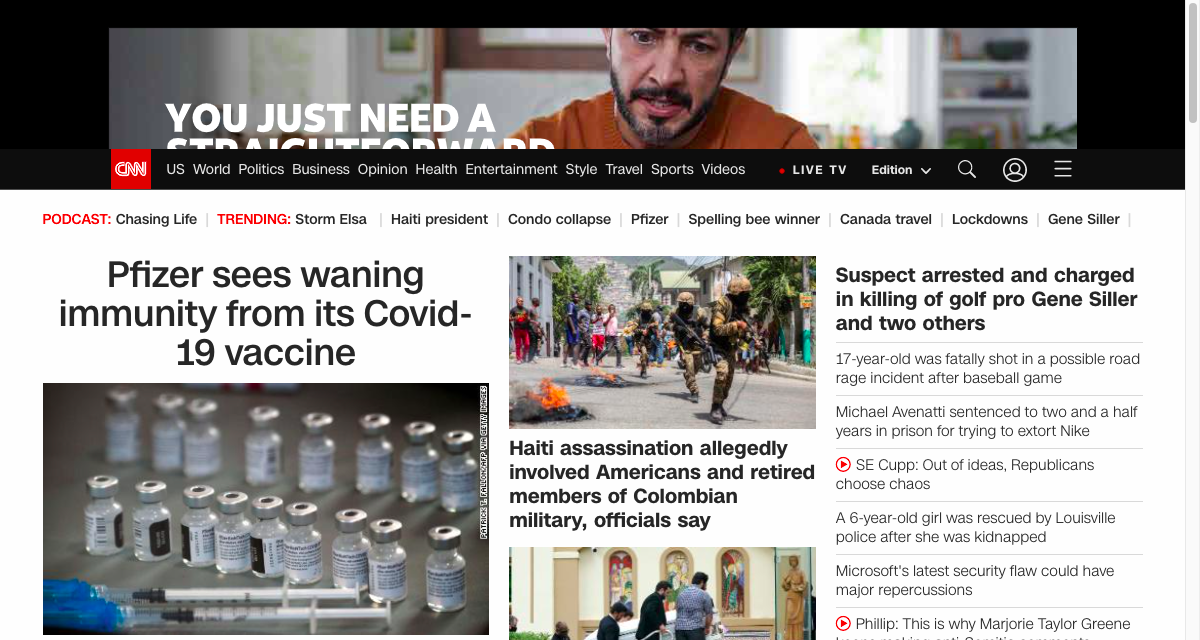 YOU JUST NEED A
STRAIGHTFORWARD
CNN US World Politics Business Opinion Health Entertainment Style Travel Sports Videos LIVE TV Edition
PODCAST: Chasing Life TRENDING: Storm Elsa Haiti president Condo collapse Pfizer Spelling bee winner Canada travel Lockdowns Gene Siller
Pfizer sees waning
immunity from its Covid-
19 vaccine
PATRICK T. FALLON/AFP VIA GETTY IMAGES
Haiti assassination allegedly
involved Americans and retired
members of Colombian
military, officials say
Suspect arrested and charged
in killing of golf pro Gene Siller
and two others
17-year-old was fatally shot in a possible road
rage incident after baseball game
Michael Avenatti sentenced to two and a half
years in prison for trying to extort Nike
SE Cupp: Out of ideas, Republicans
choose chaos
A 6-year-old girl was rescued by Louisville
police after she was kidnapped
Microsoft's latest security flaw could have
major repercussions
Phillip: This is why Marjorie Taylor Greene